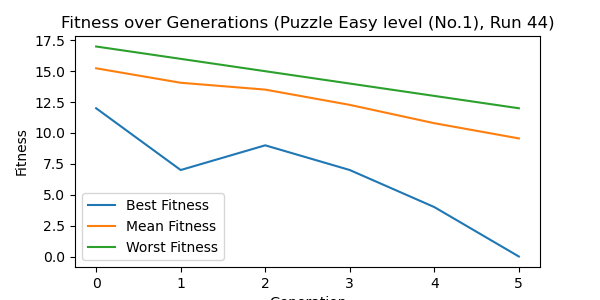 Fitness over Generations (Puzzle Easy level (No.1), Run 44)
17.5
15.0
12.5
10.0
7.5
5.0
2.5
0.0
Fitness
Best Fitness
Mean Fitness
Worst Fitness
0 1 2 3 4 5
Generation